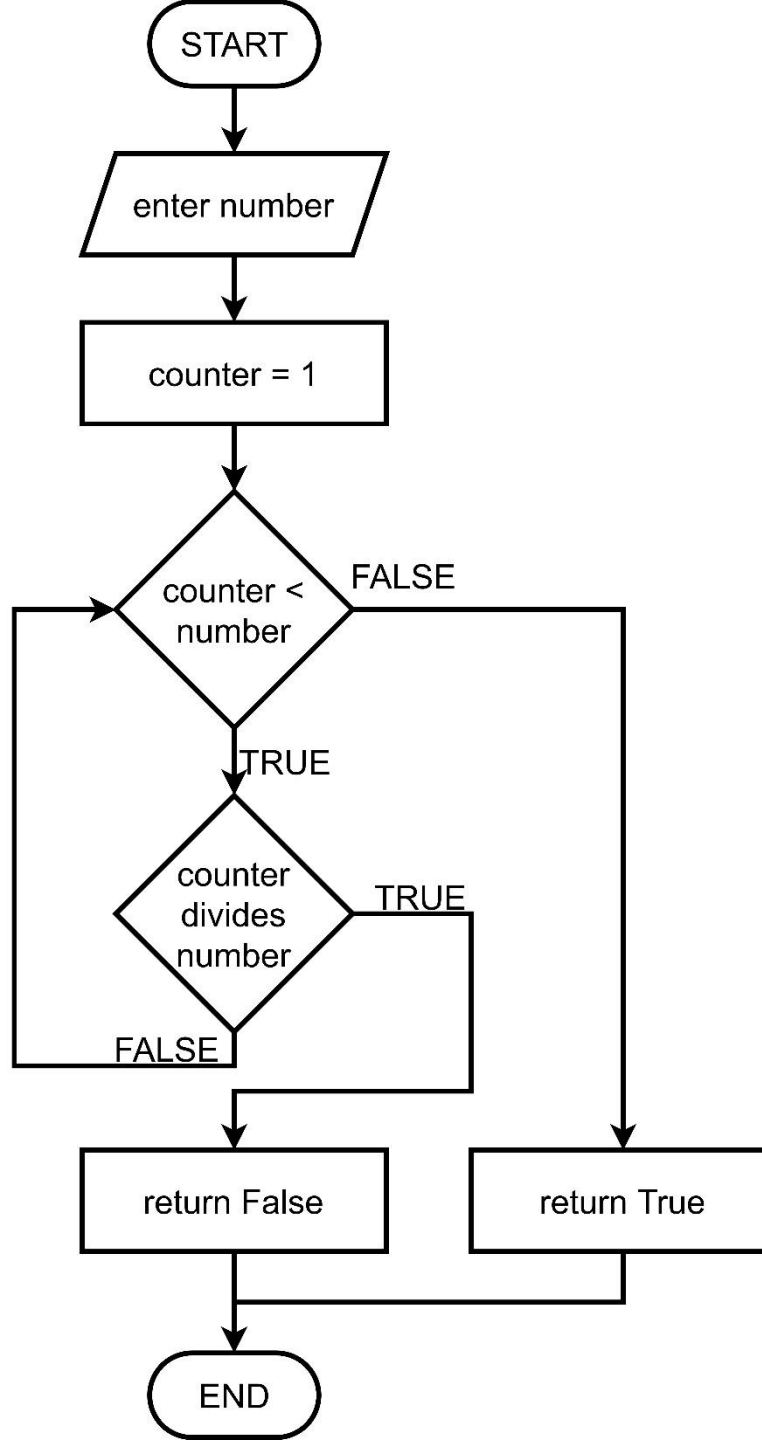 START
enter number
counter = 1
counter <
number
FALSE
TRUE
counter
divides
number
TRUE
FALSE
return False
return True
END